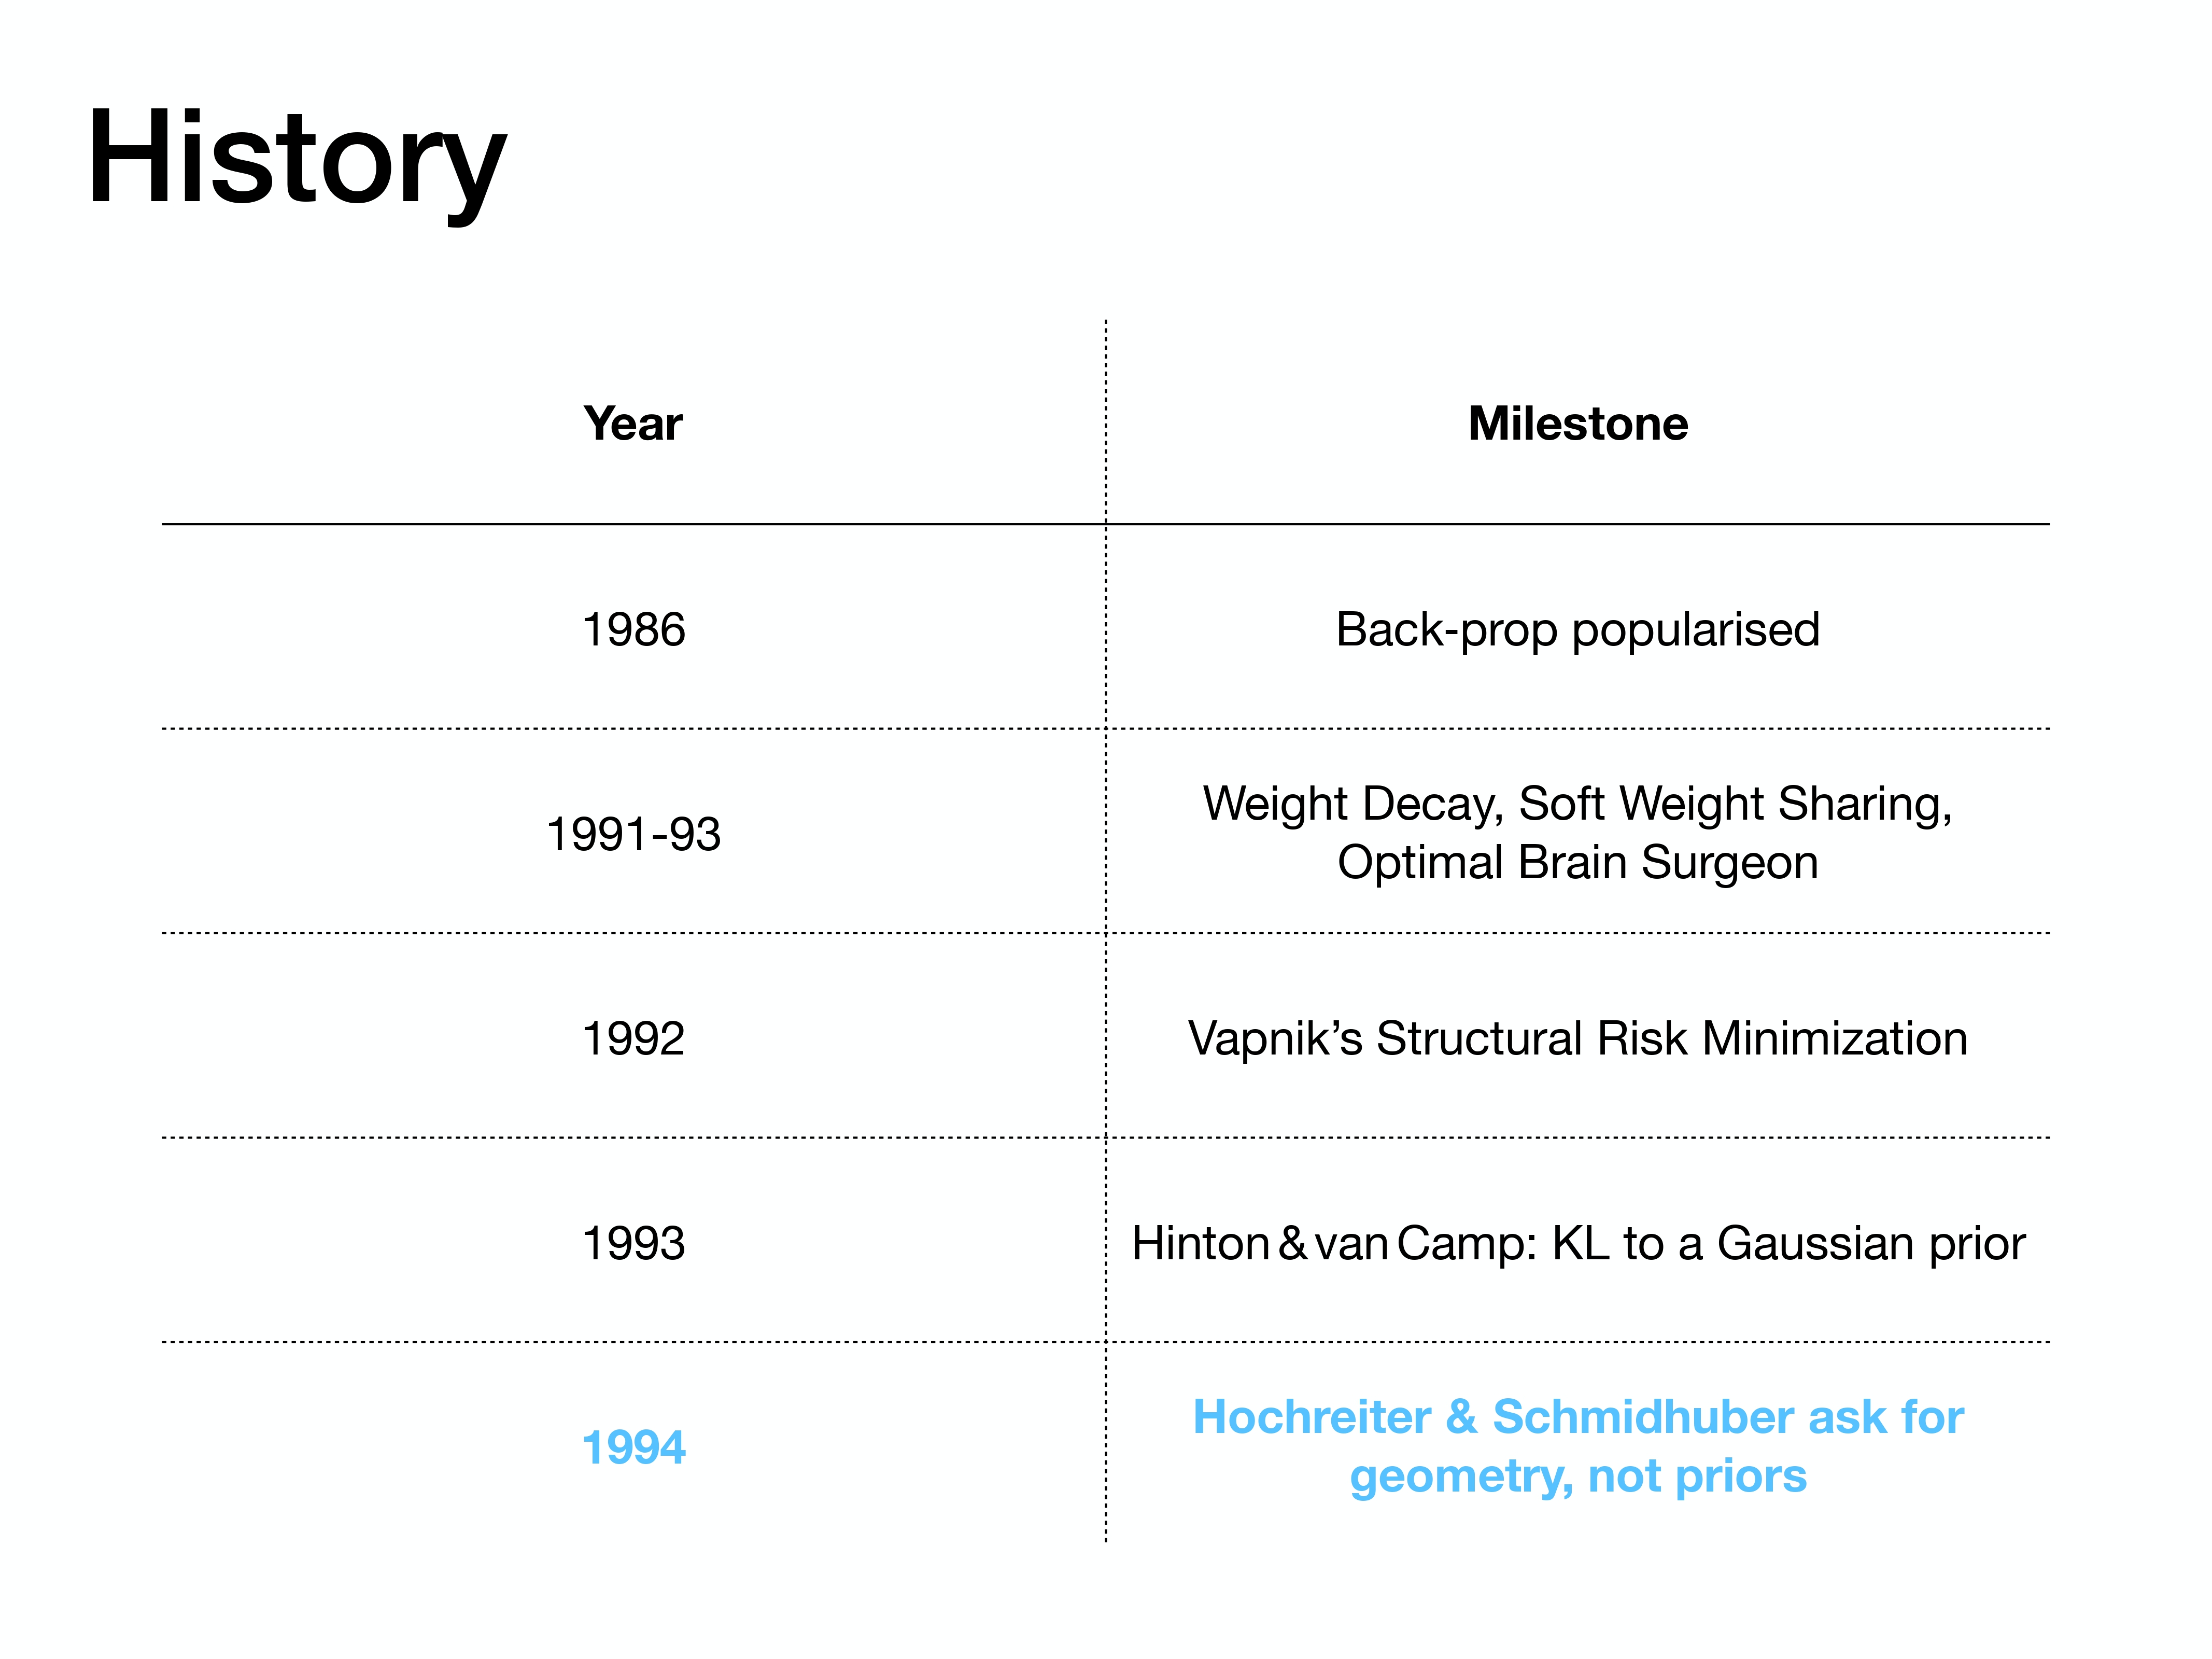 History
Year
Milestone
1986
Back-prop popularised
1991-93
Weight Decay, Soft Weight Sharing,
Optimal Brain Surgeon
1992
Vapnik’s Structural Risk Minimization
1993
Hinton & van Camp: KL to a Gaussian prior
1994
Hochreiter & Schmidhuber ask for
geometry, not priors